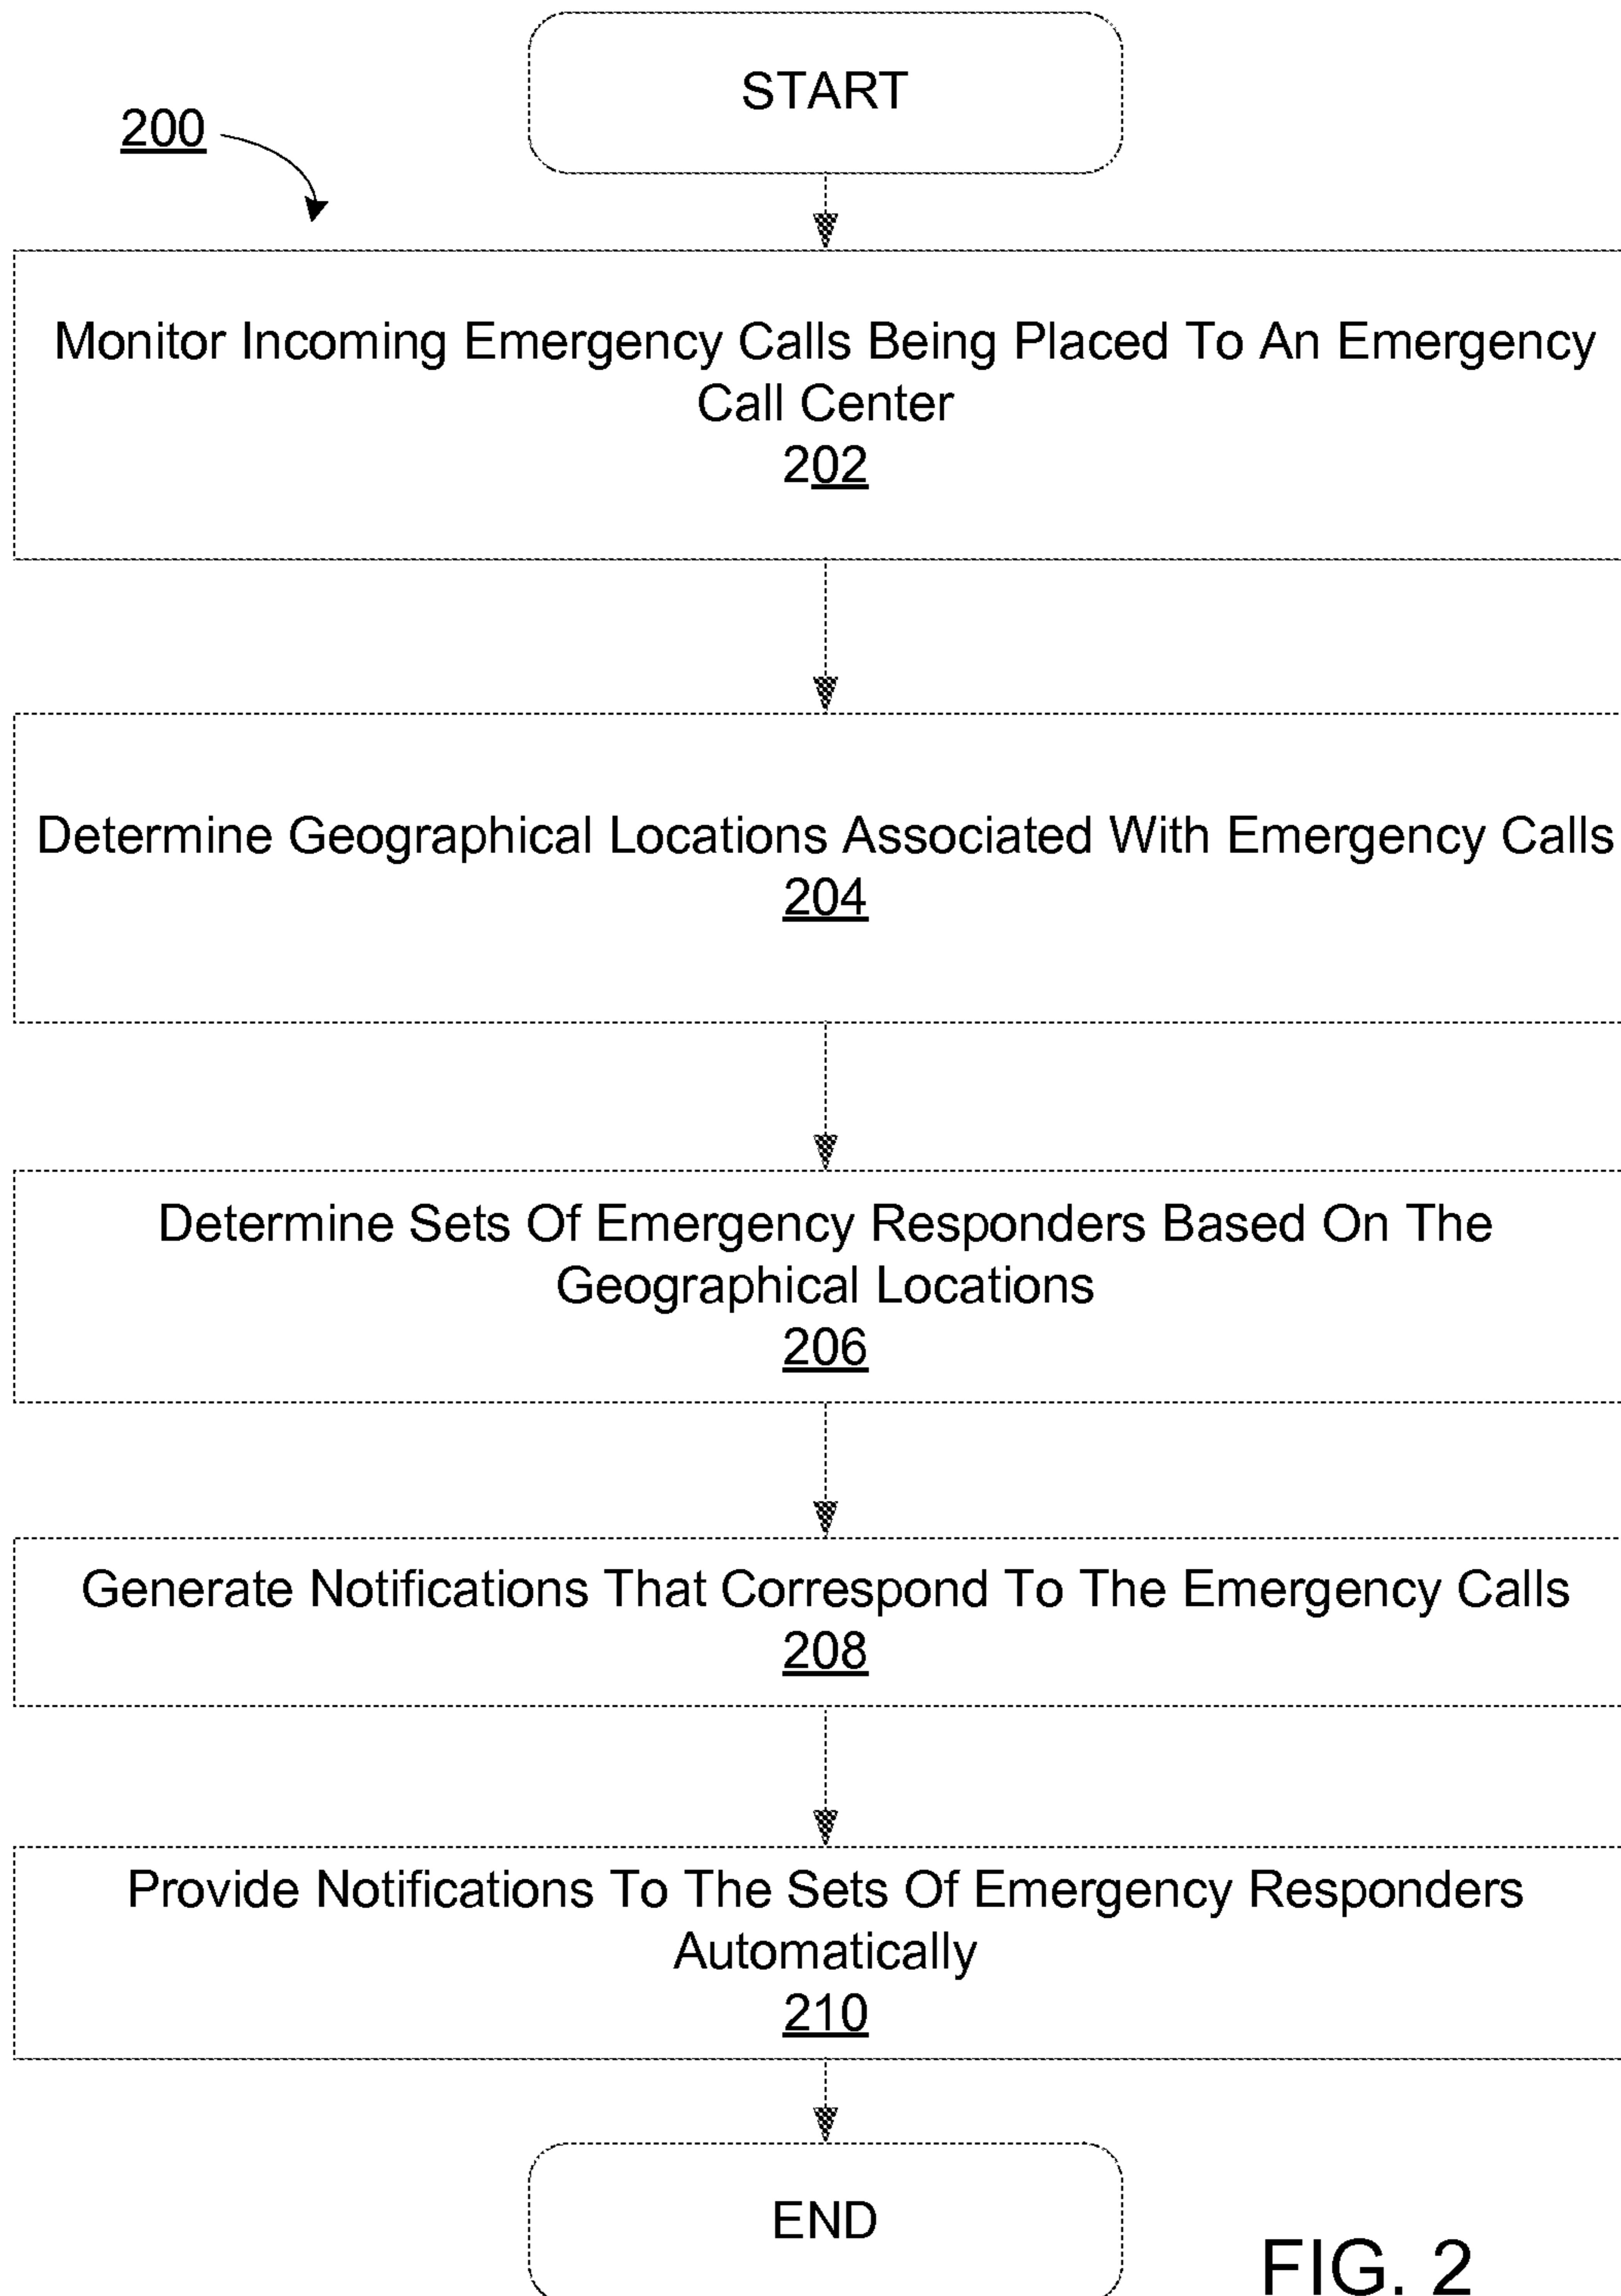 START
200
Monitor Incoming Emergency Calls Being Placed To An Emergency
Call Center
202
Determine Geographical Locations Associated With Emergency Calls
204
Determine Sets Of Emergency Responders Based On The
Geographical Locations
206
Generate Notifications That Correspond To The Emergency Calls
208
Provide Notifications To The Sets Of Emergency Responders
Automatically
210
END
FIG. 2